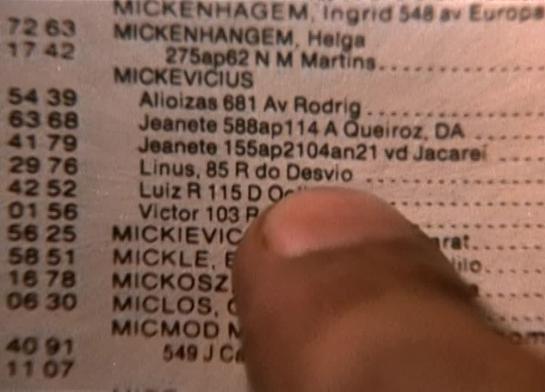 MICKENHAGEM, Ingrid 548 av Europa
72 63 MICKENHANGEM, Helga
17 42 275ap62 N M Martins
MICKEVICIUS
54 39 Alioizas 681 Av Rodrig
63 68 Jeanete 588ap114 A Queiroz, DA
41 79 Jeanete 155ap2104an21 vd Jacareí
29 76 Linus, 85 R do Desvio
42 52 Luiz R 115 D
01 56 Victor 103 R
56 25 MICKIEVIC
58 51 MICKLE,
16 78 MICKOSZ
06 30 MICLOS,
MICMOD
40 91 549 J
11 07